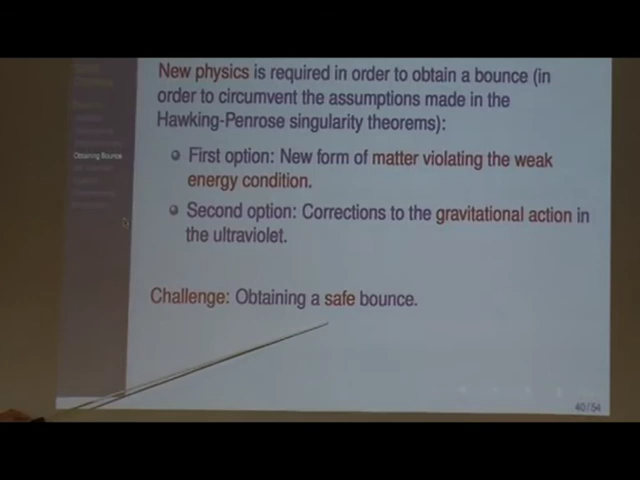 New physics is required in order to obtain a bounce (in
order to circumvent the assumptions made in the
Hawking-Penrose singularity theorems):
Obtaining Bounce
First option: New form of matter violating the weak
energy condition.
Second option: Corrections to the gravitational action in
the ultraviolet.
Challenge: Obtaining a safe bounce.
40/54